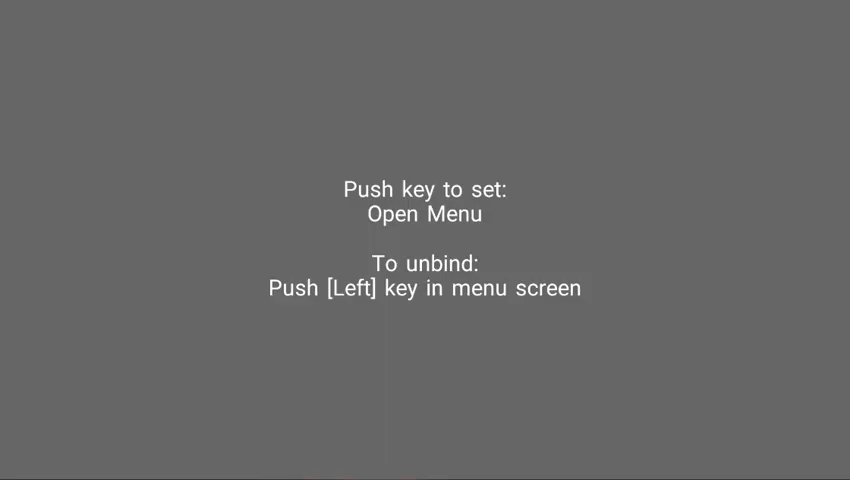 Push key to set:
Open Menu
To unbind:
Push [Left] key in menu screen